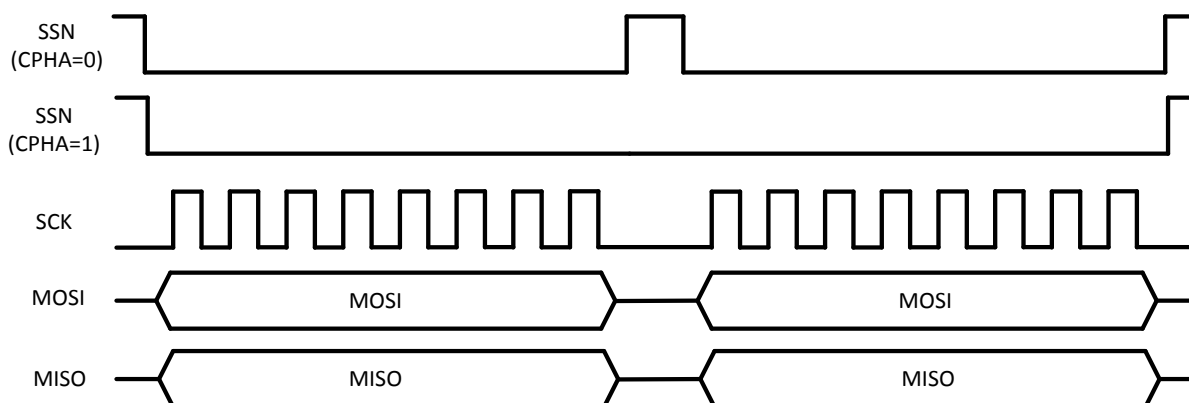 SSN
(CPHA=0)
SSN
(CPHA=1)
SCK
MOSI
MOSI
MOSI
MISO
MISO
MISO